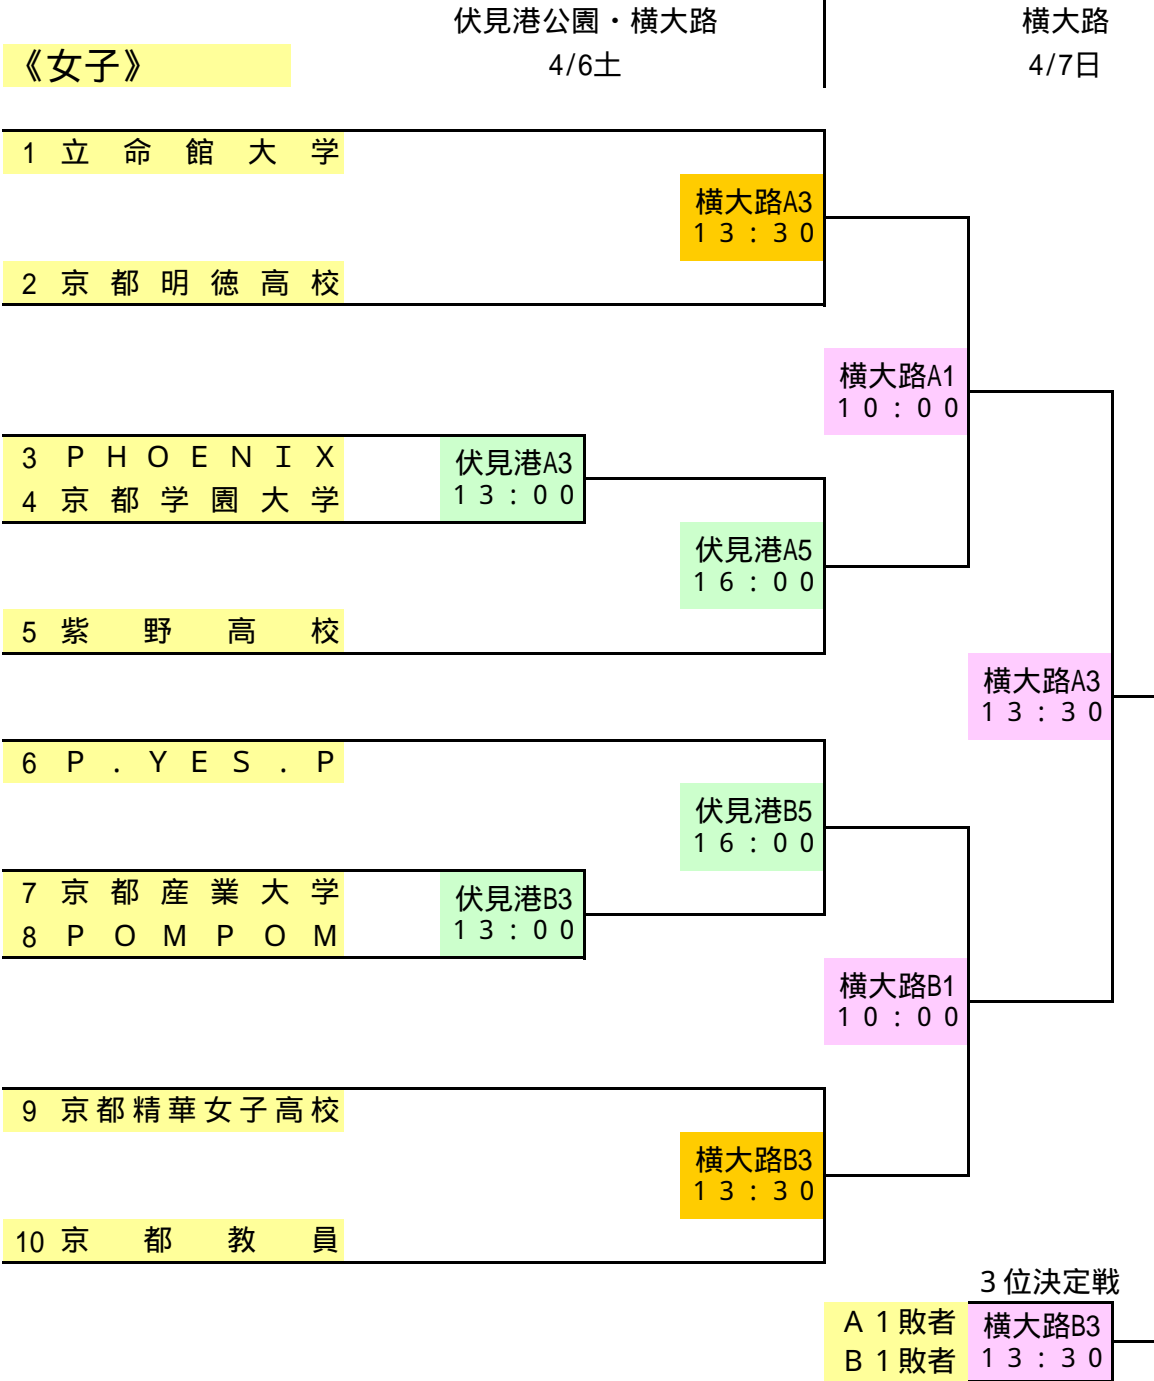 伏見港公園・横大路 横大路
《女子》 4/6土 4/7日
1 立命館大学
横大路A3
13:30
2 京都明徳高校
横大路A1
10:00
3 PHOENIX 伏見港A3
4 京都学園大学 13:00
伏見港A5
16:00
5 紫野高校
横大路A3
13:30
6 P.YES.P
伏見港B5
16:00
7 京都産業大学 伏見港B3
8 POMPOM 13:00
横大路B1
10:00
9 京都精華女子高校
横大路B3
13:30
10 京都教員
3位決定戦
A1敗者 横大路B3
B1敗者 13:30